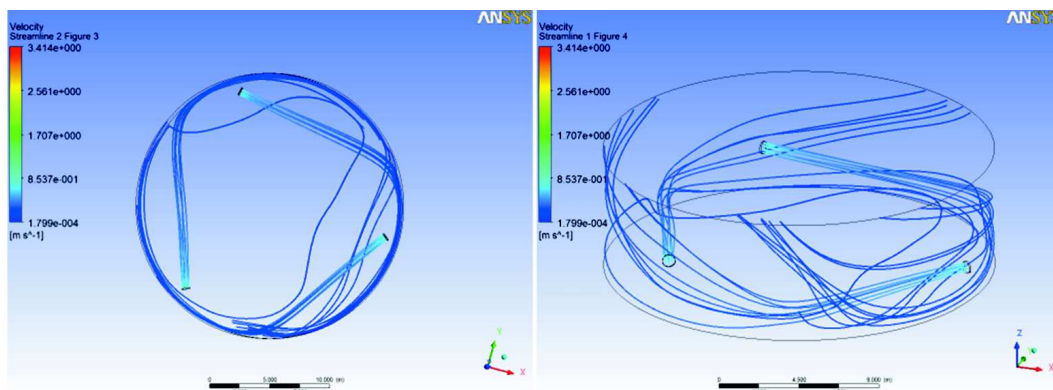 ANSYS
Velocity
Streamline 2 Figure 3
3.414e+000
2.561e+000
1.707e+000
8.537e-001
1.799e-004
[m s^-1]
Y
X
0 5.000 10.000 (m)
ANSYS
Velocity
Streamline 1 Figure 4
3.414e+000
2.561e+000
1.707e+000
8.537e-001
1.799e-004
[m s^-1]
Z
Y
X
0 4.500 9.000 (m)